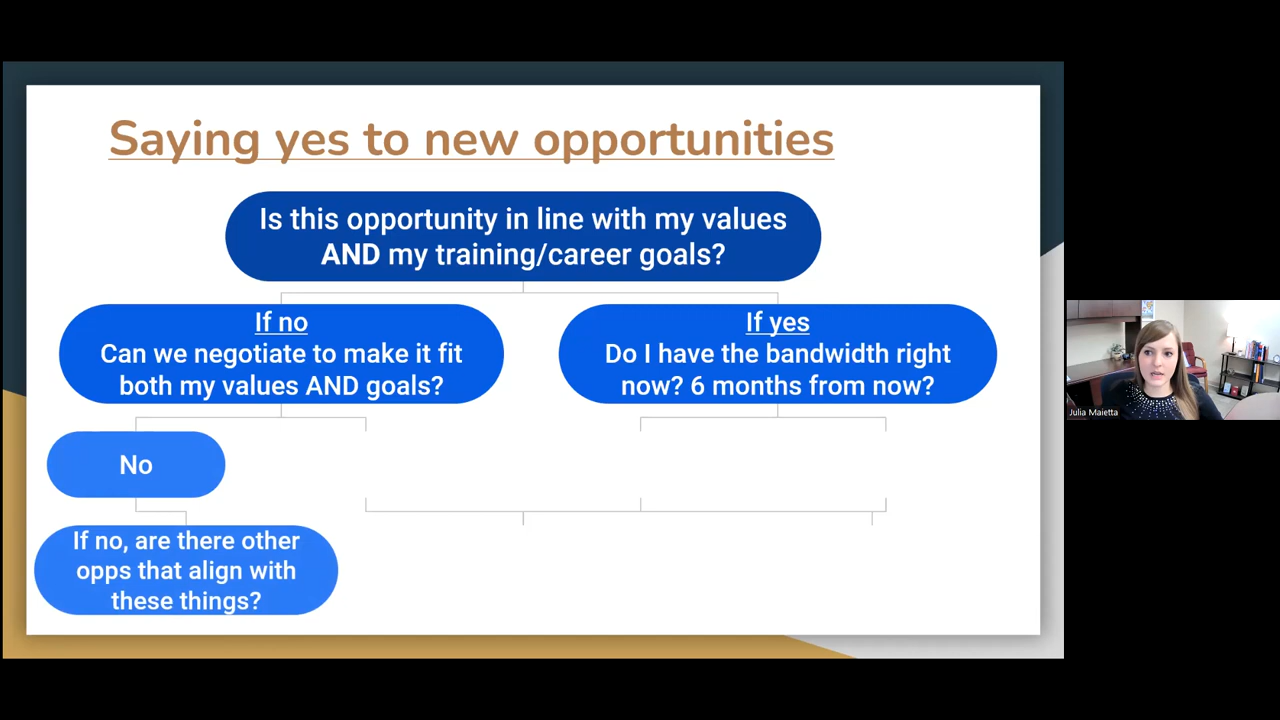 Saying yes to new opportunities
Is this opportunity in line with my values
AND my training/career goals?
If no
Can we negotiate to make it fit
both my values AND goals?
If yes
Do I have the bandwidth right
now? 6 months from now?
No
If no, are there other
opps that align with
these things?
Julia Maietta